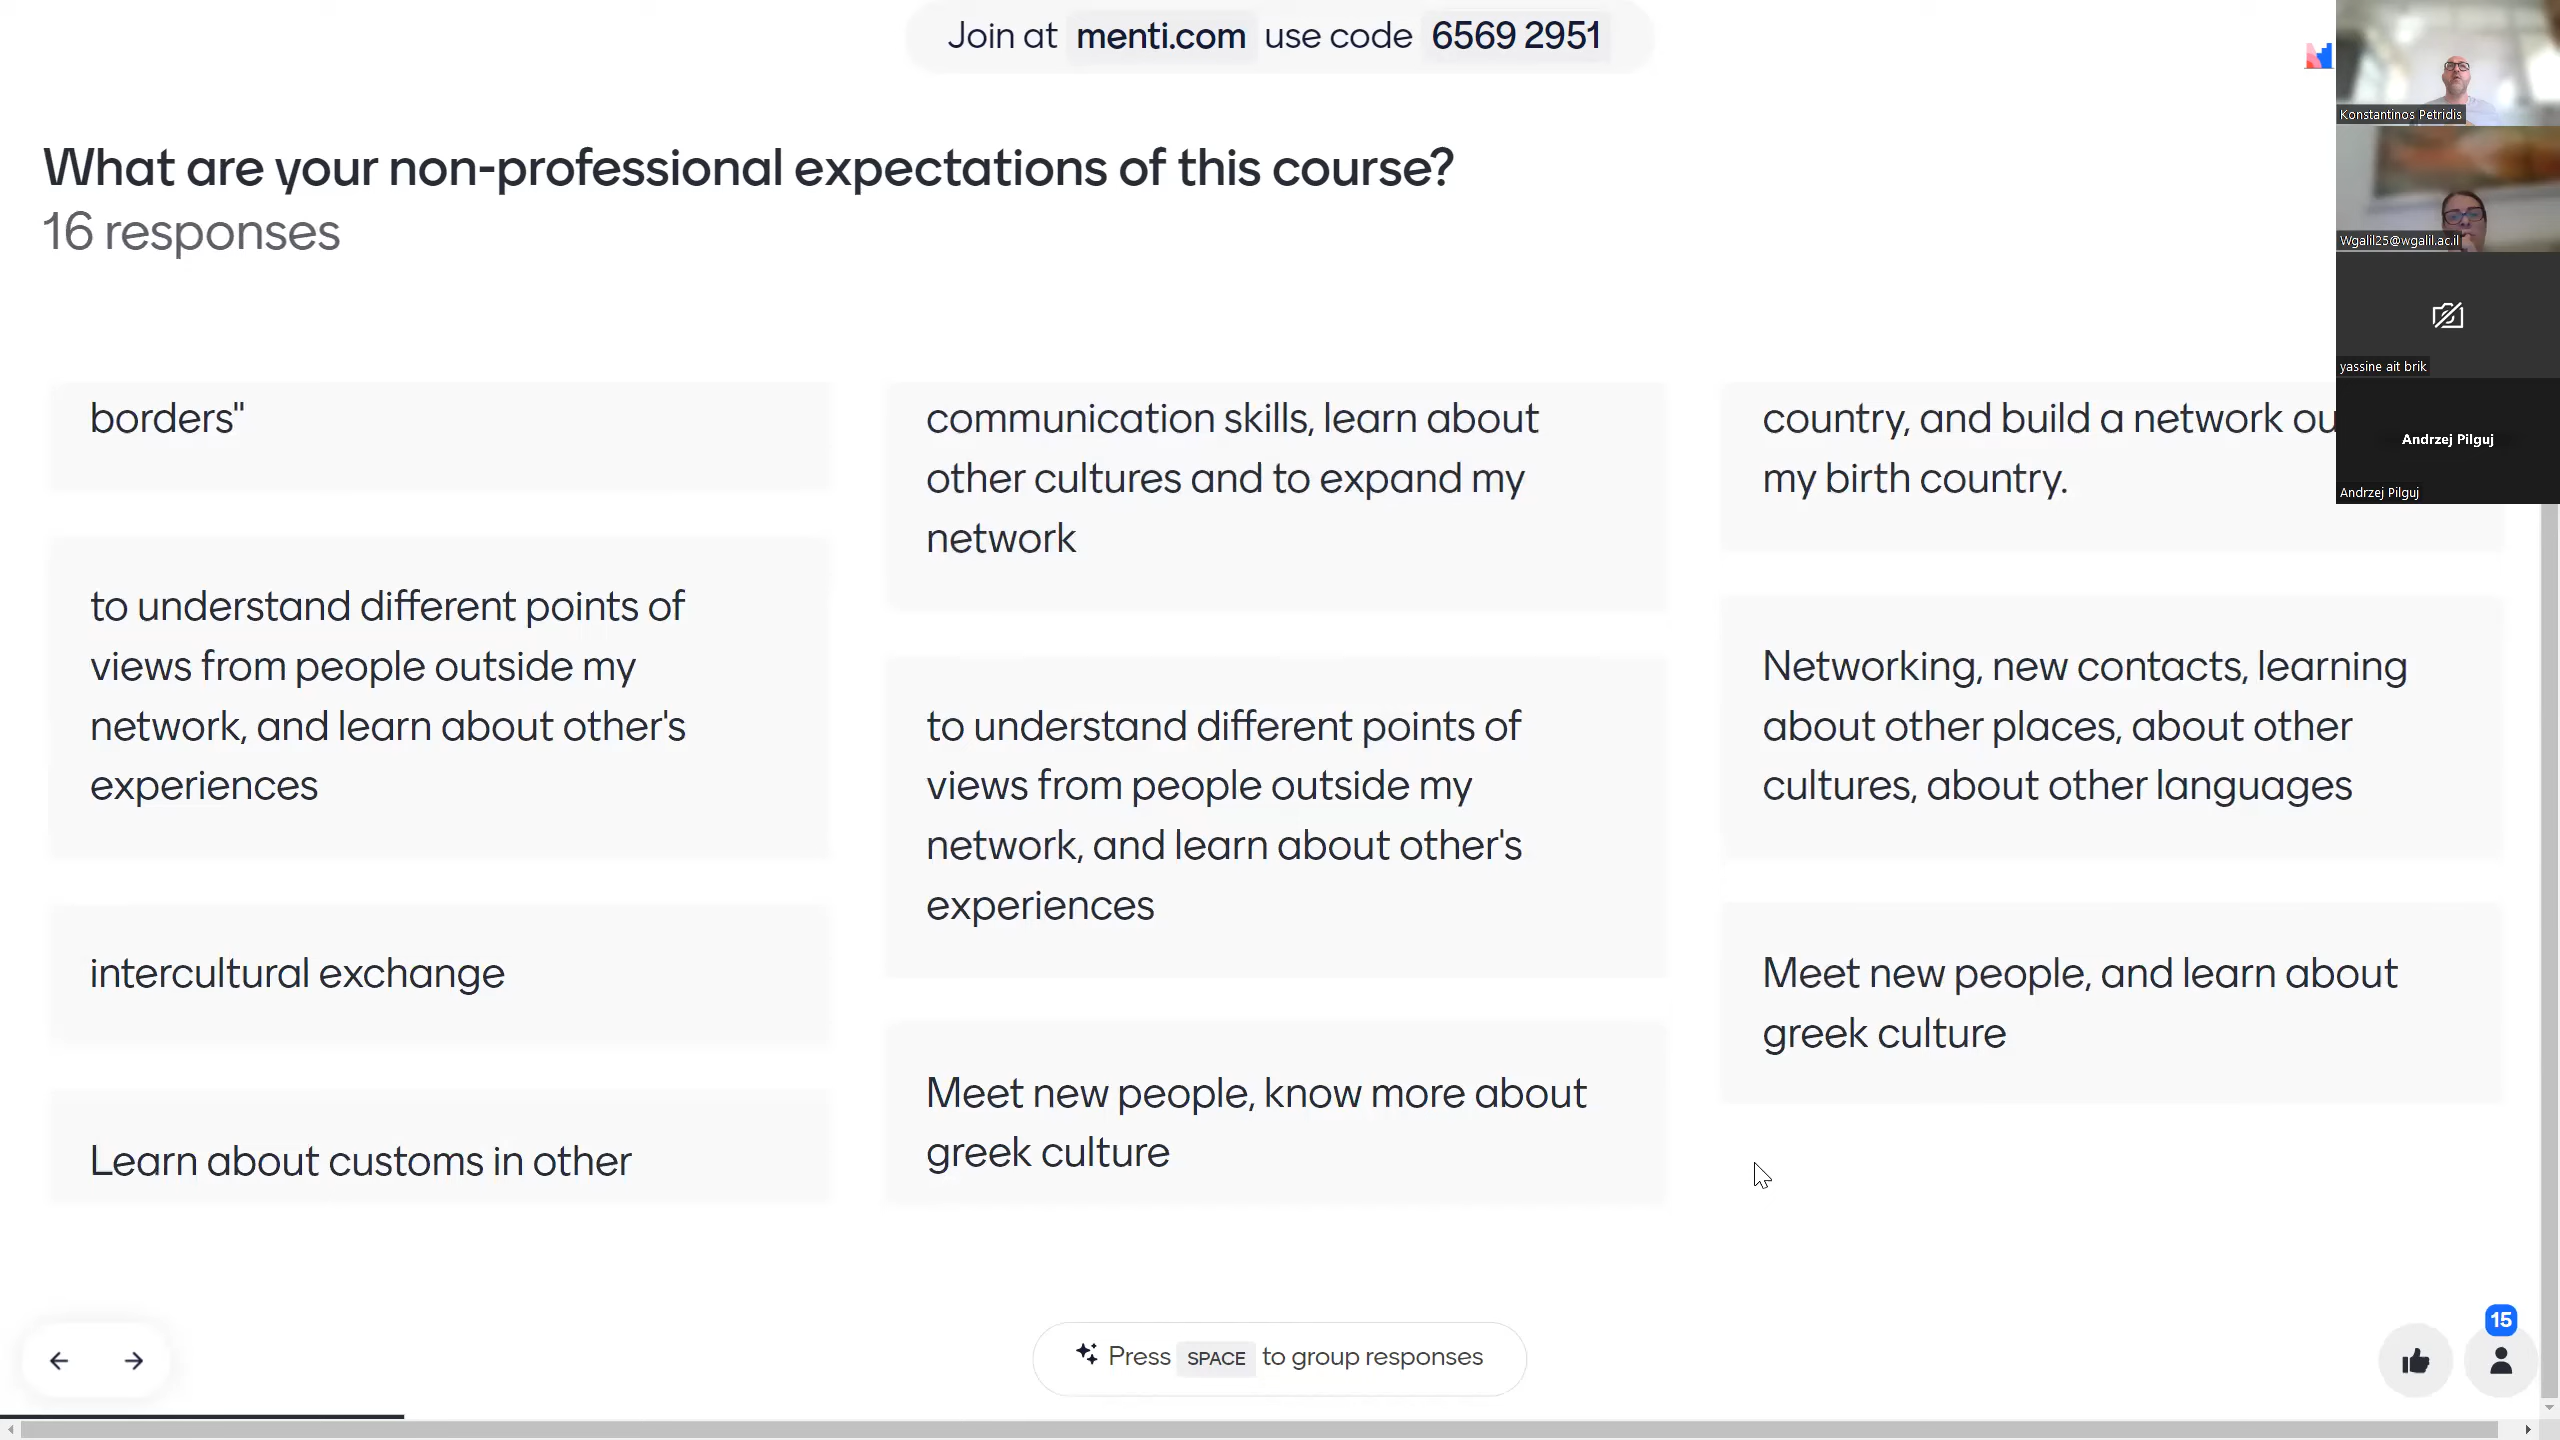 Join at menti.com use code 6569 2951
What are your non-professional expectations of this course?
16 responses
borders"
to understand different points of
views from people outside my
network, and learn about other's
experiences
intercultural exchange
Learn about customs in other
communication skills, learn about
other cultures and to expand my
network
to understand different points of
views from people outside my
network, and learn about other's
experiences
Meet new people, know more about
greek culture
country, and build a network ou
my birth country.
Networking, new contacts, learning
about other places, about other
cultures, about other languages
Meet new people, and learn about
greek culture
Konstantinos Petridis
Wgalil25@wgalil.ac.il
yassine ait brik
Andrzej Pilguj
Andrzej Pilguj
Press SPACE to group responses
15